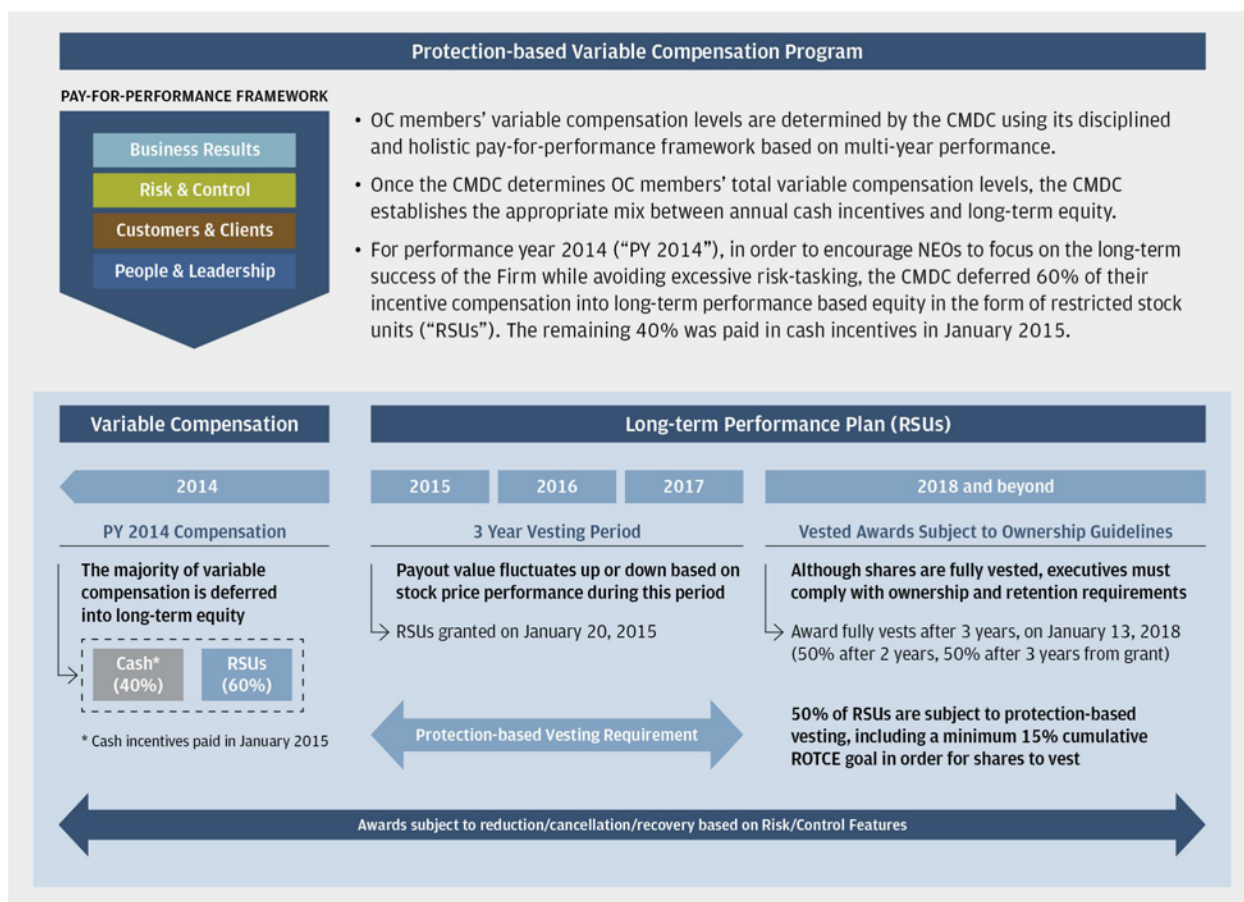 Protection-based Variable Compensation Program
PAY-FOR-PERFORMANCE FRAMEWORK
Business Results
Risk & Control
Customers & Clients
People & Leadership
• OC members’ variable compensation levels are determined by the CMDC using its disciplined
and holistic pay-for-performance framework based on multi-year performance.
• Once the CMDC determines OC members’ total variable compensation levels, the CMDC
establishes the appropriate mix between annual cash incentives and long-term equity.
• For performance year 2014 (“PY 2014”), in order to encourage NEOs to focus on the long-term
success of the Firm while avoiding excessive risk-tasking, the CMDC deferred 60% of their
incentive compensation into long-term performance based equity in the form of restricted stock
units (“RSUs”). The remaining 40% was paid in cash incentives in January 2015.
Variable Compensation
2014
PY 2014 Compensation
The majority of variable
compensation is deferred
into long-term equity
Cash*
(40%)
RSUs
(60%)
* Cash incentives paid in January 2015
Long-term Performance Plan (RSUs)
2015
2016
2017
3 Year Vesting Period
Payout value fluctuates up or down based on
stock price performance during this period
RSUs granted on January 20, 2015
Protection-based Vesting Requirement
2018 and beyond
Vested Awards Subject to Ownership Guidelines
Although shares are fully vested, executives must
comply with ownership and retention requirements
Award fully vests after 3 years, on January 13, 2018
(50% after 2 years, 50% after 3 years from grant)
50% of RSUs are subject to protection-based
vesting, including a minimum 15% cumulative
ROTCE goal in order for shares to vest
Awards subject to reduction/cancellation/recovery based on Risk/Control Features